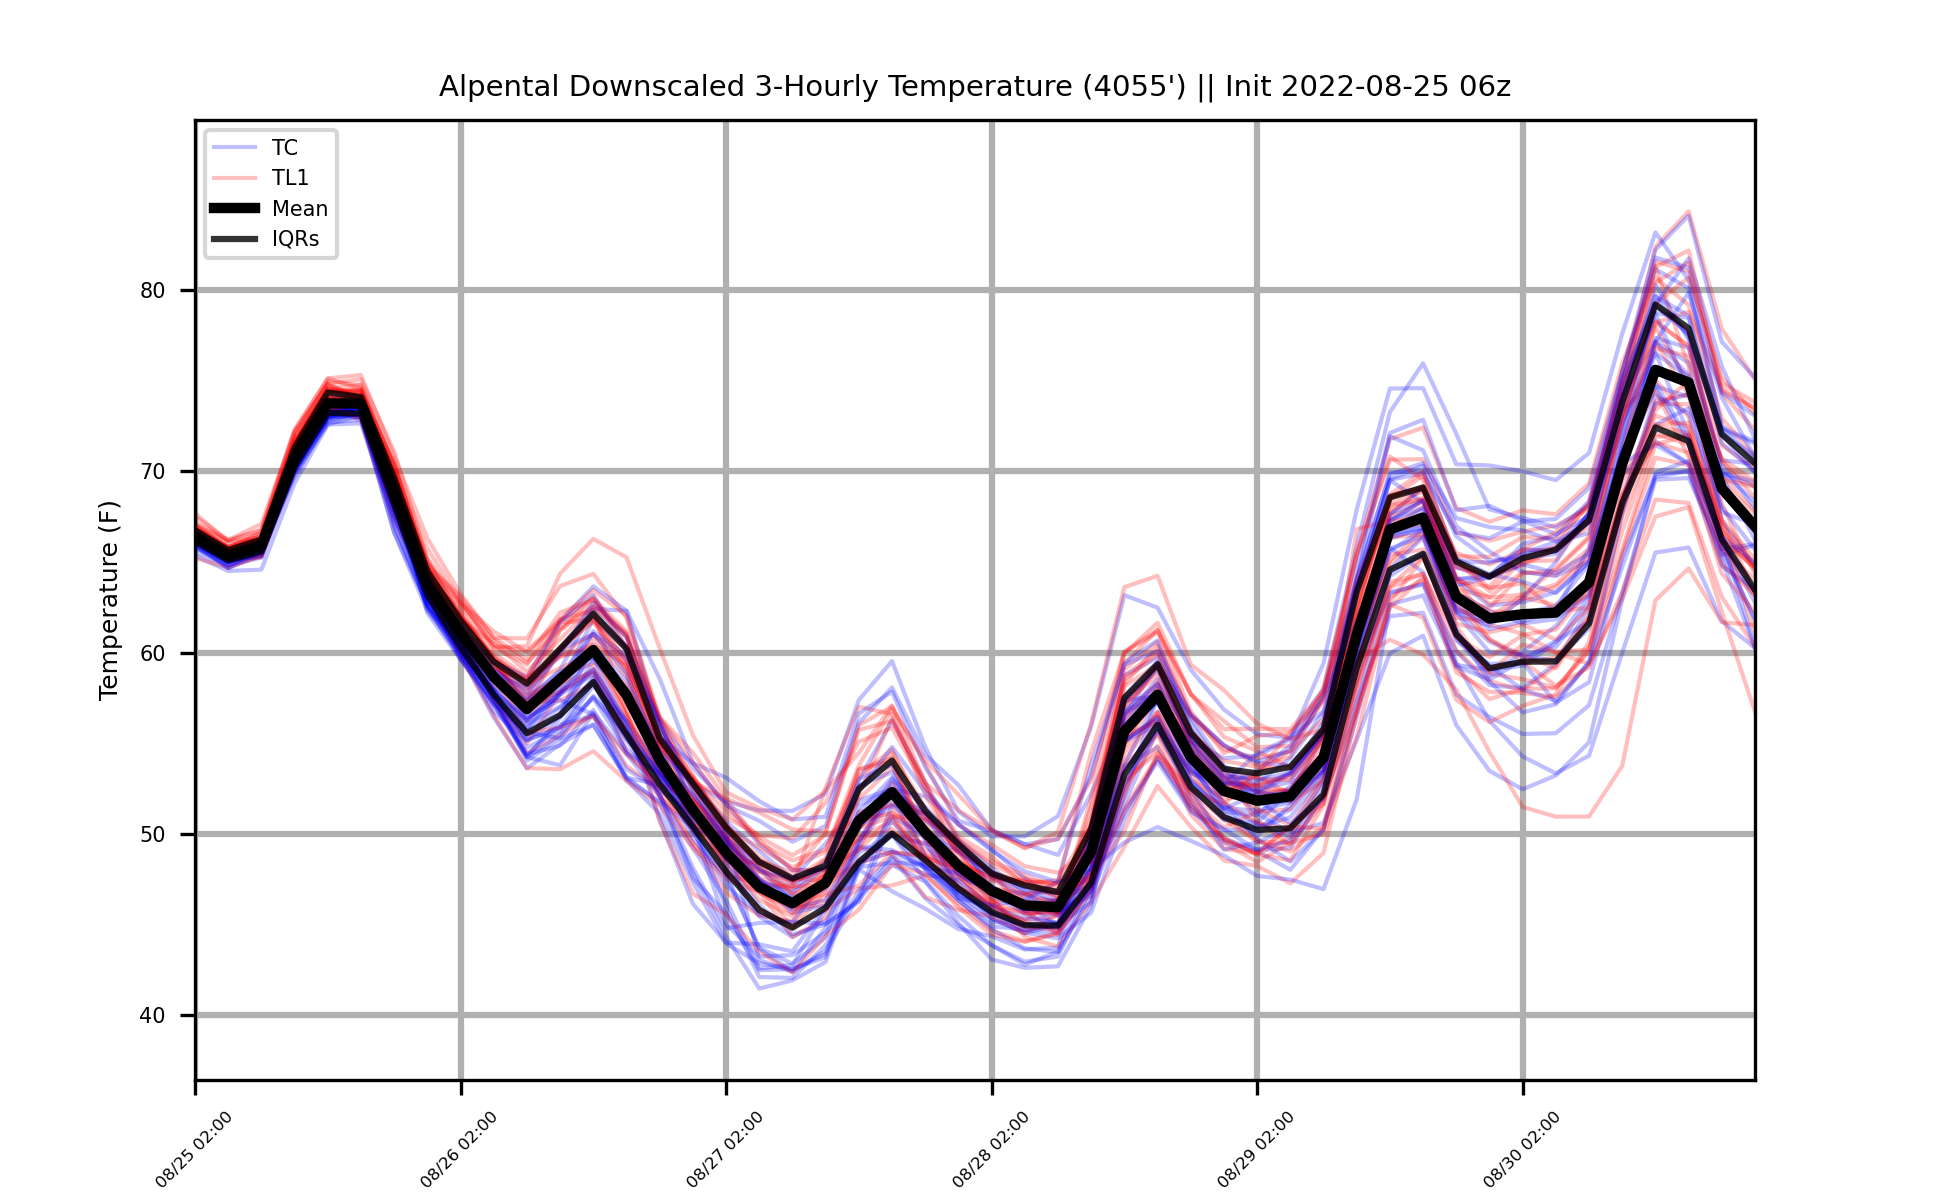 Alpental Downscaled 3-Hourly Temperature (4055') || Init 2022-08-25 06z
TC
TL1
Mean
IQRs
Temperature (F)
80
70
60
50
40
08/25 02:00
08/26 02:00
08/27 02:00
08/28 02:00
08/29 02:00
08/30 02:00